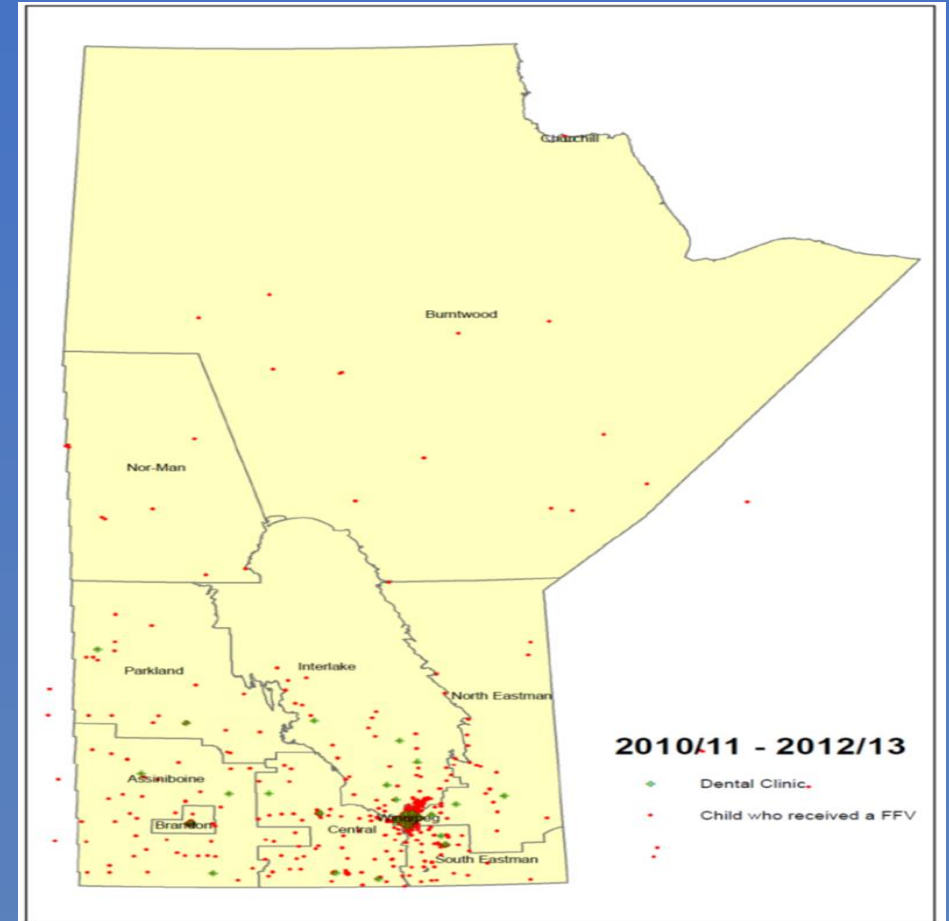 Churchill
Burntwood
Nor-Man
Parkland
Interlake
North Eastman
2010/11 - 2012/13
Assiniboine
Dental Clinic
Child who received a FFV
Winnipeg
Brandon
Central
South Eastman